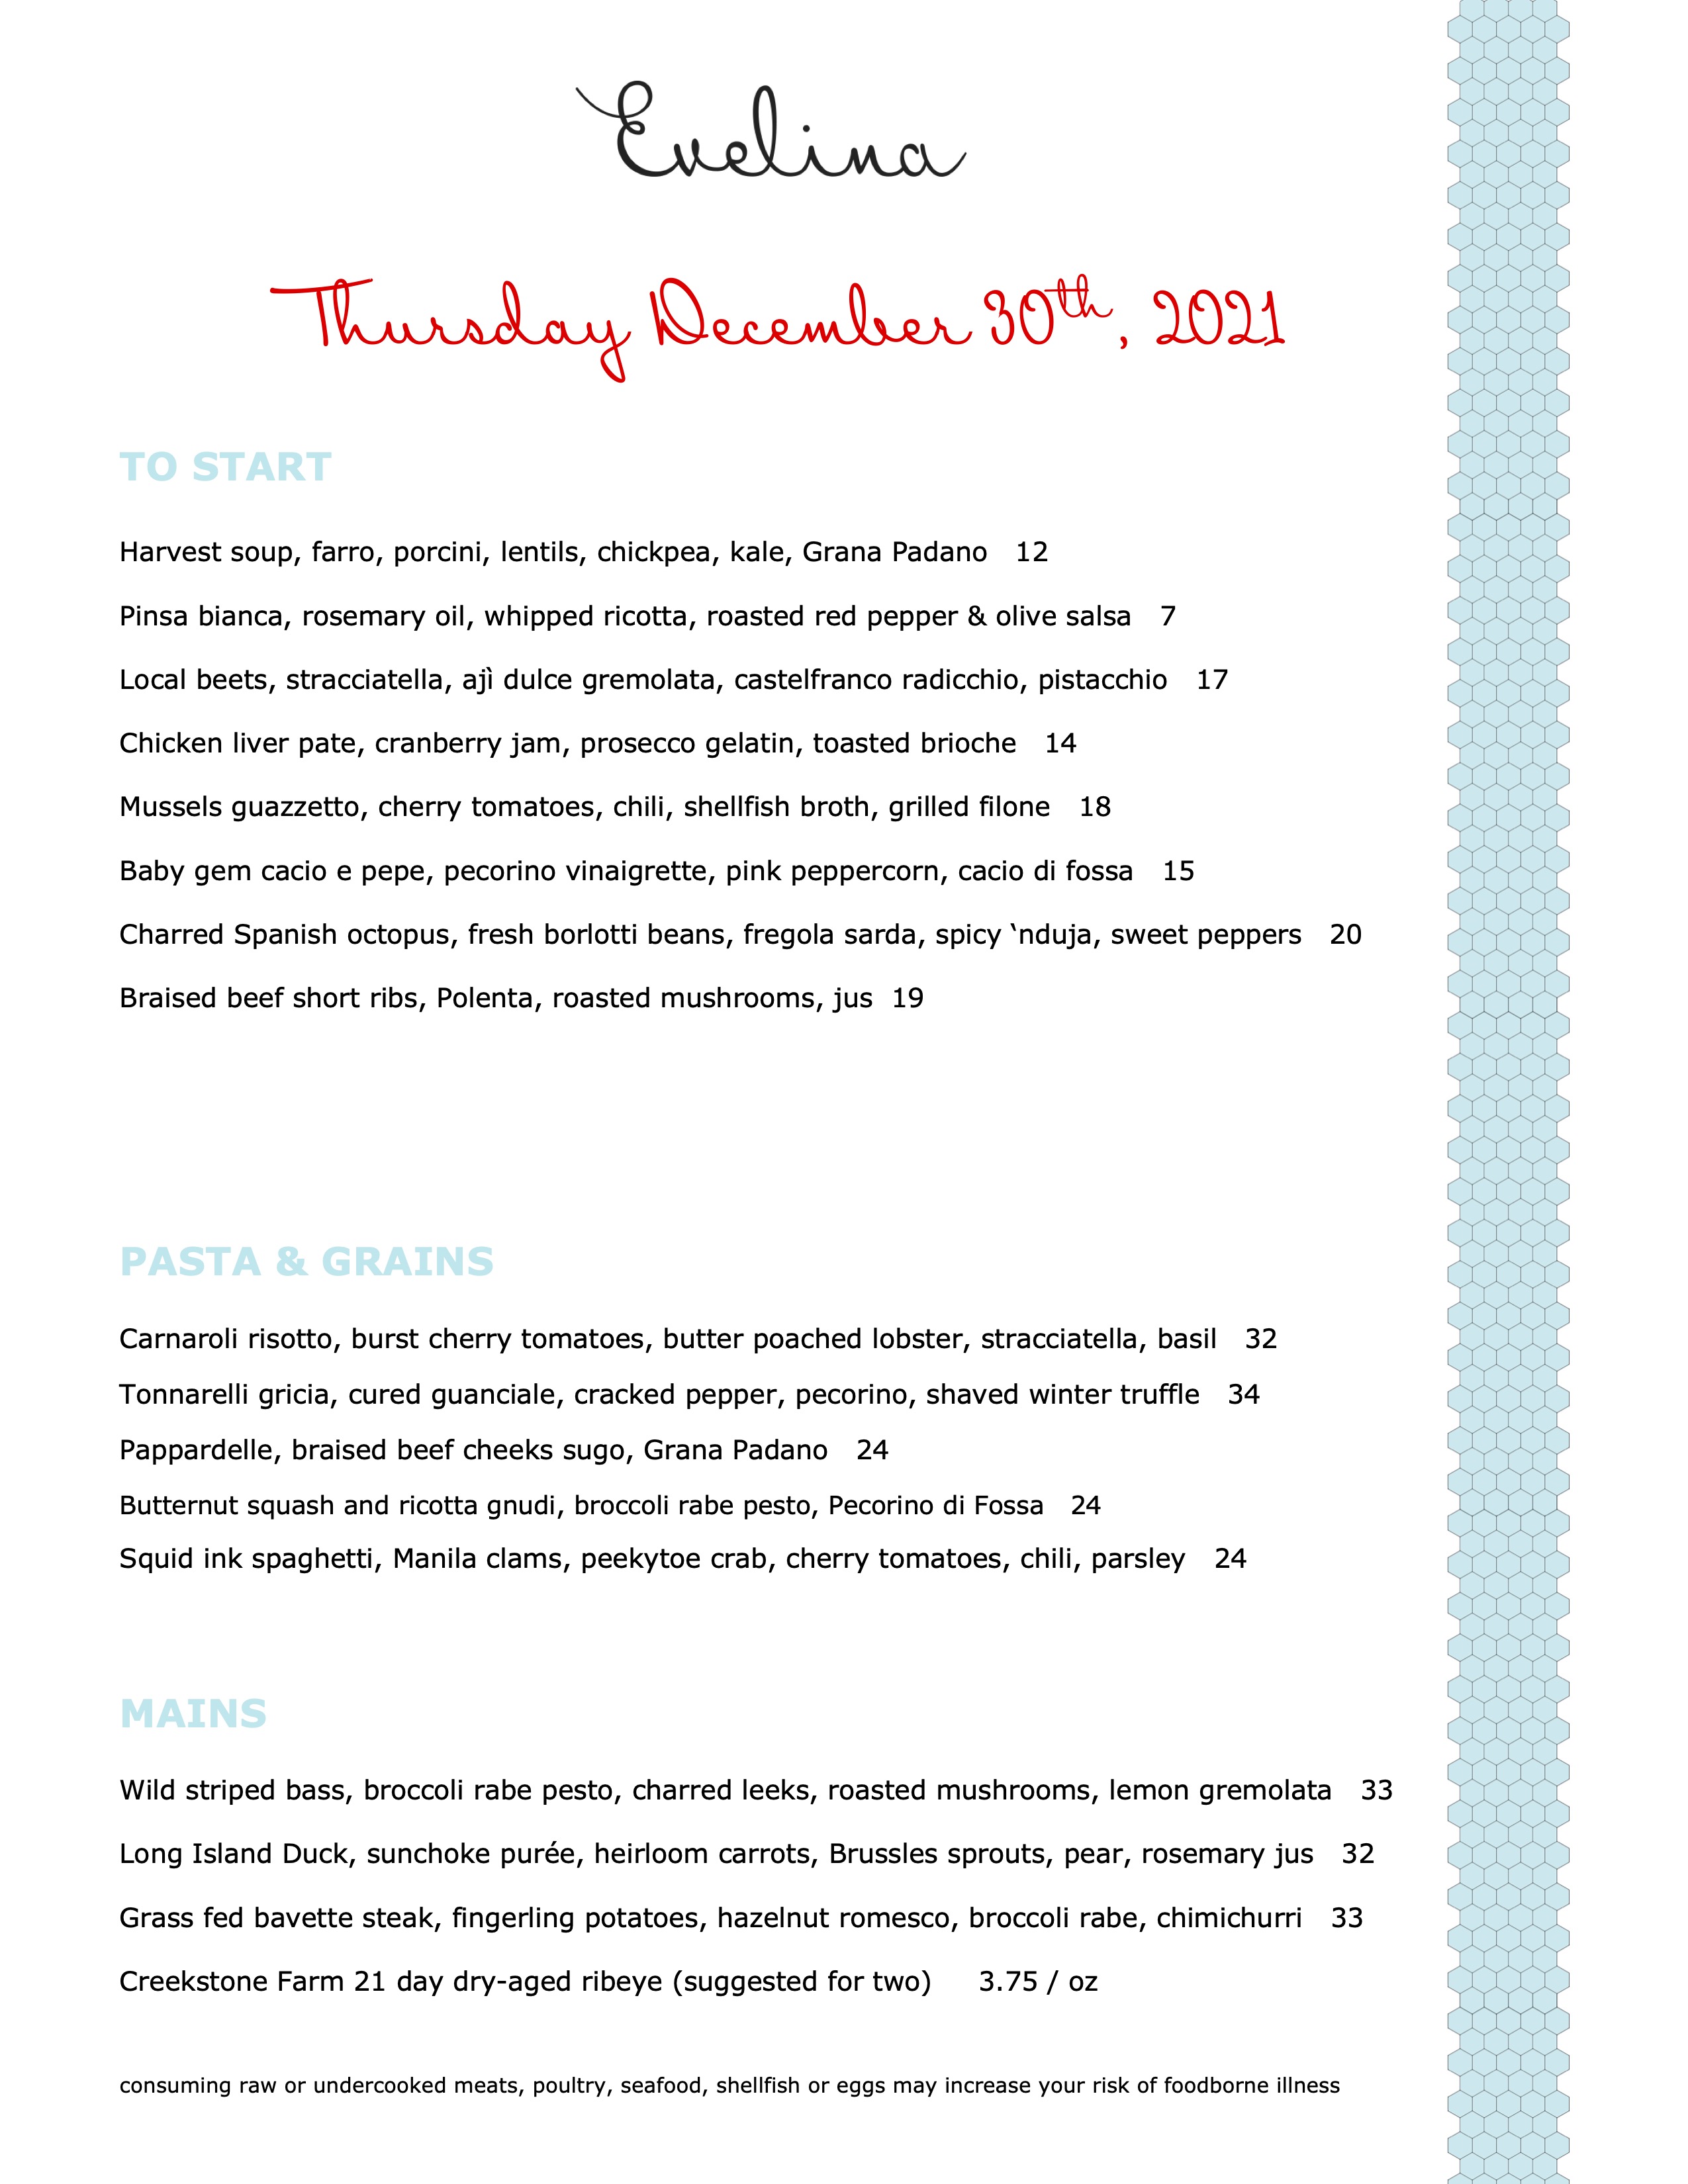 Evelina
Thursday December 30th, 2021
TO START
Harvest soup, farro, porcini, lentils, chickpea, kale, Grana Padano 12
Pinsa bianca, rosemary oil, whipped ricotta, roasted red pepper & olive salsa 7
Local beets, stracciatella, ajì dulce gremolata, castelfranco radicchio, pistacchio 17
Chicken liver pate, cranberry jam, prosecco gelatin, toasted brioche 14
Mussels guazzetto, cherry tomatoes, chili, shellfish broth, grilled filone 18
Baby gem cacio e pepe, pecorino vinaigrette, pink peppercorn, cacio di fossa 15
Charred Spanish octopus, fresh borlotti beans, fregola sarda, spicy ‘nduja, sweet peppers 20
Braised beef short ribs, Polenta, roasted mushrooms, jus 19
PASTA & GRAINS
Carnaroli risotto, burst cherry tomatoes, butter poached lobster, stracciatella, basil 32
Tonnarelli gricia, cured guanciale, cracked pepper, pecorino, shaved winter truffle 34
Pappardelle, braised beef cheeks sugo, Grana Padano 24
Butternut squash and ricotta gnudi, broccoli rabe pesto, Pecorino di Fossa 24
Squid ink spaghetti, Manila clams, peekytoe crab, cherry tomatoes, chili, parsley 24
MAINS
Wild striped bass, broccoli rabe pesto, charred leeks, roasted mushrooms, lemon gremolata 33
Long Island Duck, sunchoke purée, heirloom carrots, Brussles sprouts, pear, rosemary jus 32
Grass fed bavette steak, fingerling potatoes, hazelnut romesco, broccoli rabe, chimichurri 33
Creekstone Farm 21 day dry-aged ribeye (suggested for two) 3.75 / oz
consuming raw or undercooked meats, poultry, seafood, shellfish or eggs may increase your risk of foodborne illness